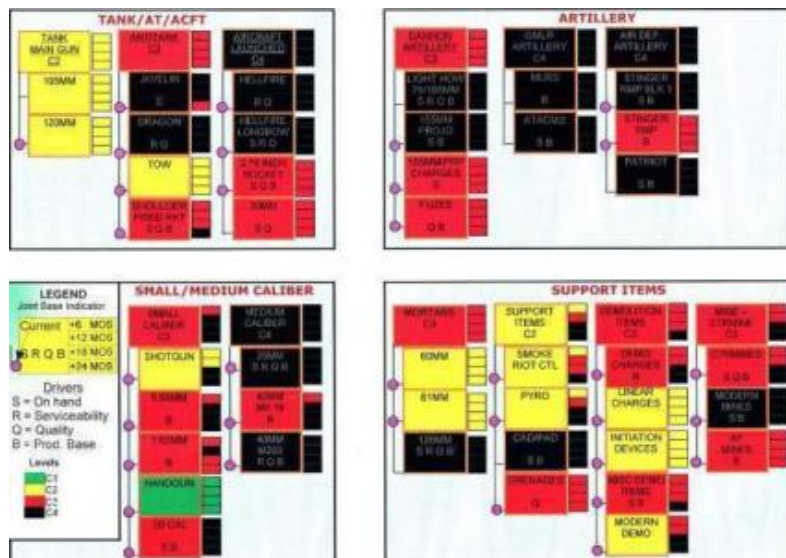 TANK/AT/ACFT
TANK
MAIN GUN
C2
ANTITANK
C3
AIRCRAFT
LAUNCHED
C4
105MM
JAVELIN
S
HELLFIRE
R Q
120MM
DRAGON
R Q
HELLFIRE
LONGBOW
S R Q
TOW
2.75 INCH
ROCKET
S Q B
SHOULDER
FIRED RKT
S Q B
30MM
S Q
ARTILLERY
CANNON
ARTILLERY
C3
GMLR
ARTILLERY
C4
AIR DEF
ARTILLERY
C4
LIGHT HOW
75/105MM
S R Q B
MLRS
B
STINGER
RMP BLK 1
S B
155MM
PROJO
S B
ATACMS
S B
STINGER
RMP
B
CHARGES
PATRIOT
S B
FUZES
Q B
LEGEND
Joint Base Indicator
Current
+6 MOS
+12 MOS
+18 MOS
+24 MOS
S R Q B
Drivers
S = On hand
R = Serviceability
Q = Quality
B = Prod. Base
Levels
C1
C2
C3
C4
SMALL/MEDIUM CALIBER
SMALL
CALIBER
C3
MEDIUM
CALIBER
C4
SHOTGUN
25MM
S R Q B
5.56MM
B
40MM
MK 19
R
7.62MM
B
40MM
M203
R Q B
HANDGUN
.50 CAL
S B
SUPPORT ITEMS
MORTARS
C3
SUPPORT
ITEMS
C2
DEMOLITION
ITEMS
C3
60MM
SMOKE
RIOT CTL
DEMO
CHARGES
R
S Q B
81MM
PYRO
LINEAR
CHARGES
MODERN
MINES
S B
120MM
S R Q B
CAD/PAD
S B
INITIATION
DEVICES
AP
MINES
S
GRENADES
Q
MISC DEMO
ITEMS
S B
MODERN
DEMO